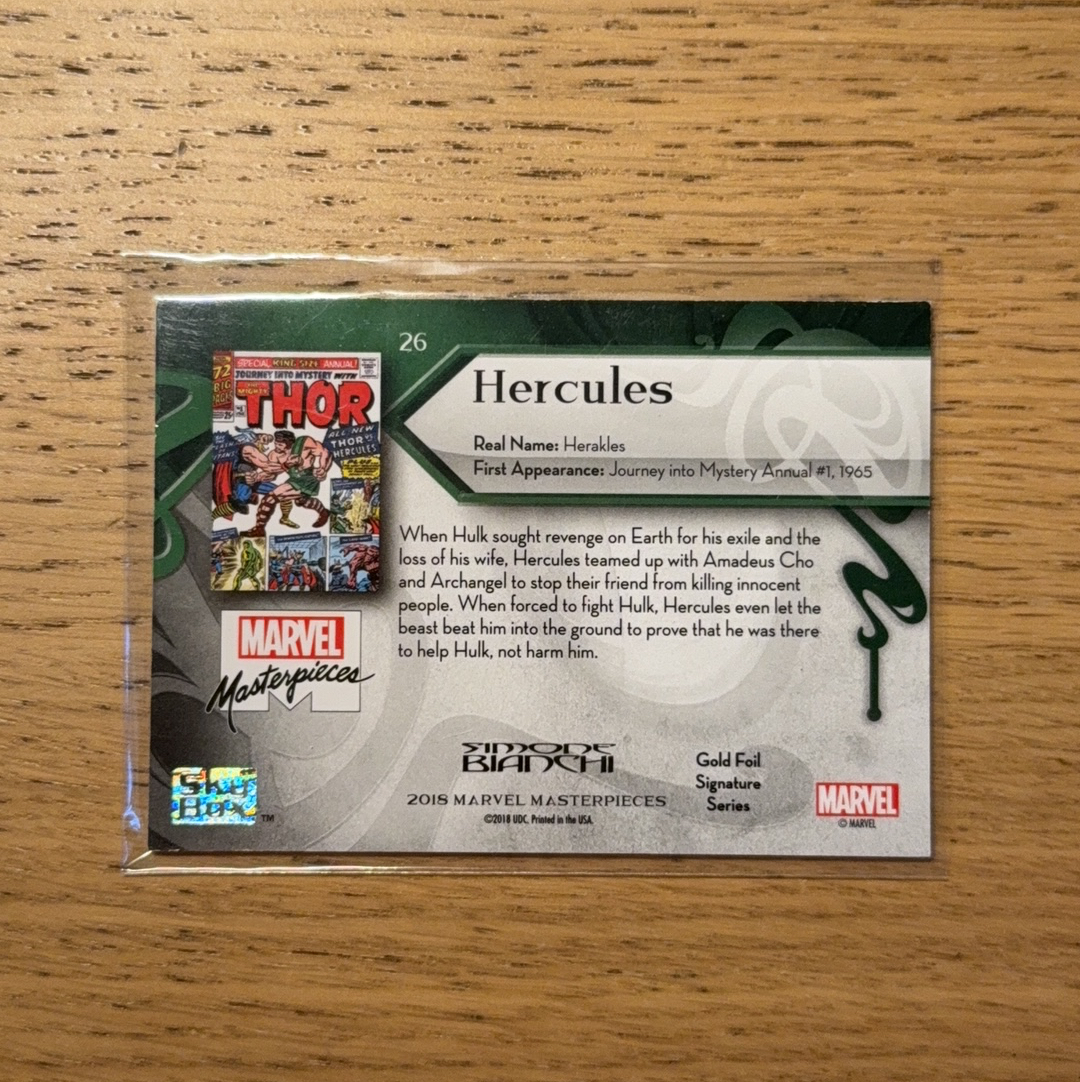 26
Hercules
Real Name: Herakles
First Appearance: Journey into Mystery Annual #1, 1965
SPECIAL KING-SIZE ANNUAL!
72 BIG PAGES
25¢
JOURNEY INTO MYSTERY WITH
THE MIGHTY
THOR
ALL NEW
THOR vs
HERCULES
When Hulk sought revenge on Earth for his exile and the
loss of his wife, Hercules teamed up with Amadeus Cho
and Archangel to stop their friend from killing innocent
people. When forced to fight Hulk, Hercules even let the
beast beat him into the ground to prove that he was there
to help Hulk, not harm him.
MARVEL
Masterpieces
SIMONE
BIANCHI
2018 MARVEL MASTERPIECES
©2018 UDC. Printed in the USA.
Gold Foil
Signature
Series
Sky
Box
™
MARVEL
© MARVEL